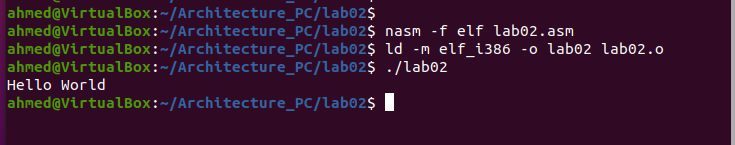 ahmed@VirtualBox:~/Architecture_PC/lab02$
ahmed@VirtualBox:~/Architecture_PC/lab02$ nasm -f elf lab02.asm
ahmed@VirtualBox:~/Architecture_PC/lab02$ ld -m elf_i386 -o lab02 lab02.o
ahmed@VirtualBox:~/Architecture_PC/lab02$ ./lab02
Hello World
ahmed@VirtualBox:~/Architecture_PC/lab02$